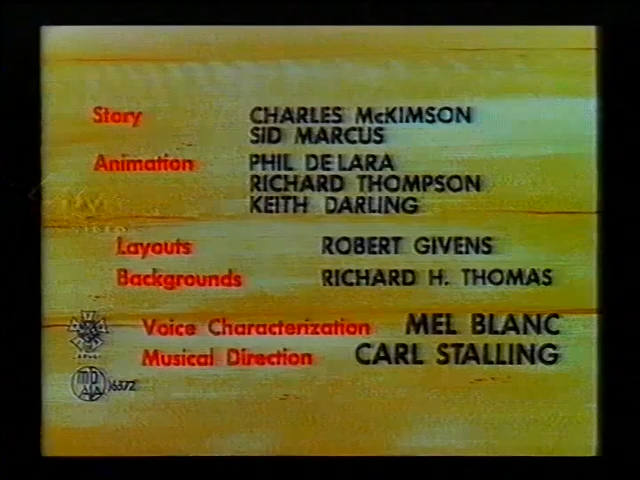 Story CHARLES McKIMSON
SID MARCUS
Animation PHIL DE LARA
RICHARD THOMPSON
KEITH DARLING
Layouts ROBERT GIVENS
Backgrounds RICHARD H. THOMAS
Voice Characterization MEL BLANC
Musical Direction CARL STALLING